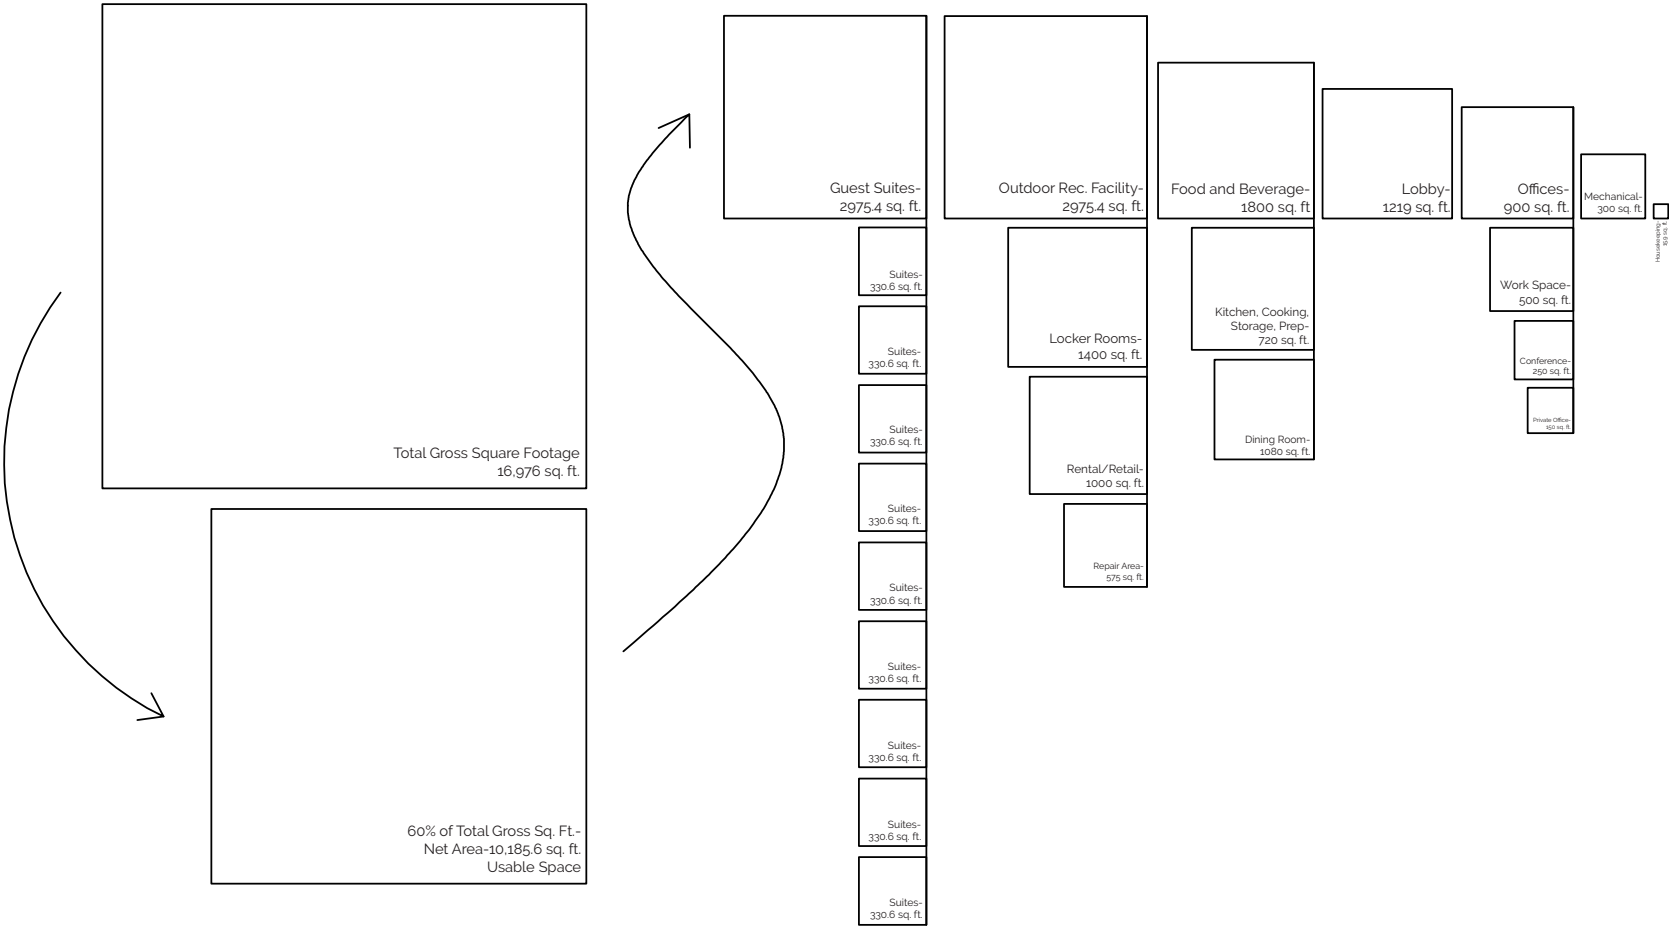 Total Gross Square Footage
16,976 sq. ft.
60% of Total Gross Sq. Ft.-
Net Area-10,185.6 sq. ft.
Usable Space
Guest Suites-
2975.4 sq. ft.
Suites-
330.6 sq. ft.
Suites-
330.6 sq. ft.
Suites-
330.6 sq. ft.
Suites-
330.6 sq. ft.
Suites-
330.6 sq. ft.
Suites-
330.6 sq. ft.
Suites-
330.6 sq. ft.
Suites-
330.6 sq. ft.
Suites-
330.6 sq. ft.
Outdoor Rec. Facility-
2975.4 sq. ft.
Locker Rooms-
1400 sq. ft.
Rental/Retail-
1000 sq. ft.
Repair Area-
575 sq. ft.
Food and Beverage-
1800 sq. ft
Kitchen, Cooking,
Storage, Prep-
720 sq. ft.
Dining Room-
1080 sq. ft.
Lobby-
1219 sq. ft.
Offices-
900 sq. ft.
Work Space-
500 sq. ft.
Conference-
250 sq. ft.
Private Office-
150 sq. ft.
Mechanical-
300 sq. ft.
Housekeeping-
sq. ft.